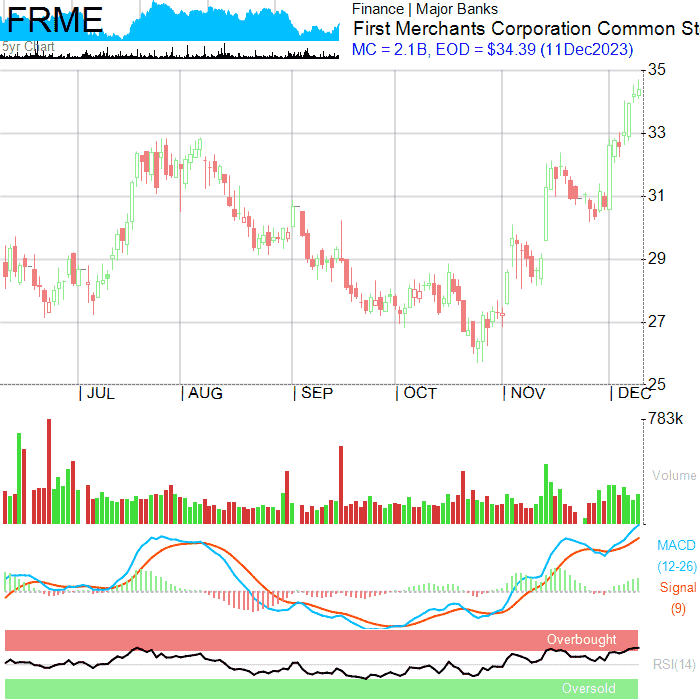 FRME
5yr Chart
Finance | Major Banks
First Merchants Corporation Common St
MC = 2.1B, EOD = $34.39 (11Dec2023)
35
33
31
29
27
25
JUL
AUG
SEP
OCT
NOV
DEC
783k
Volume
MACD
(12-26)
Signal
(9)
Overbought
RSI(14)
Oversold